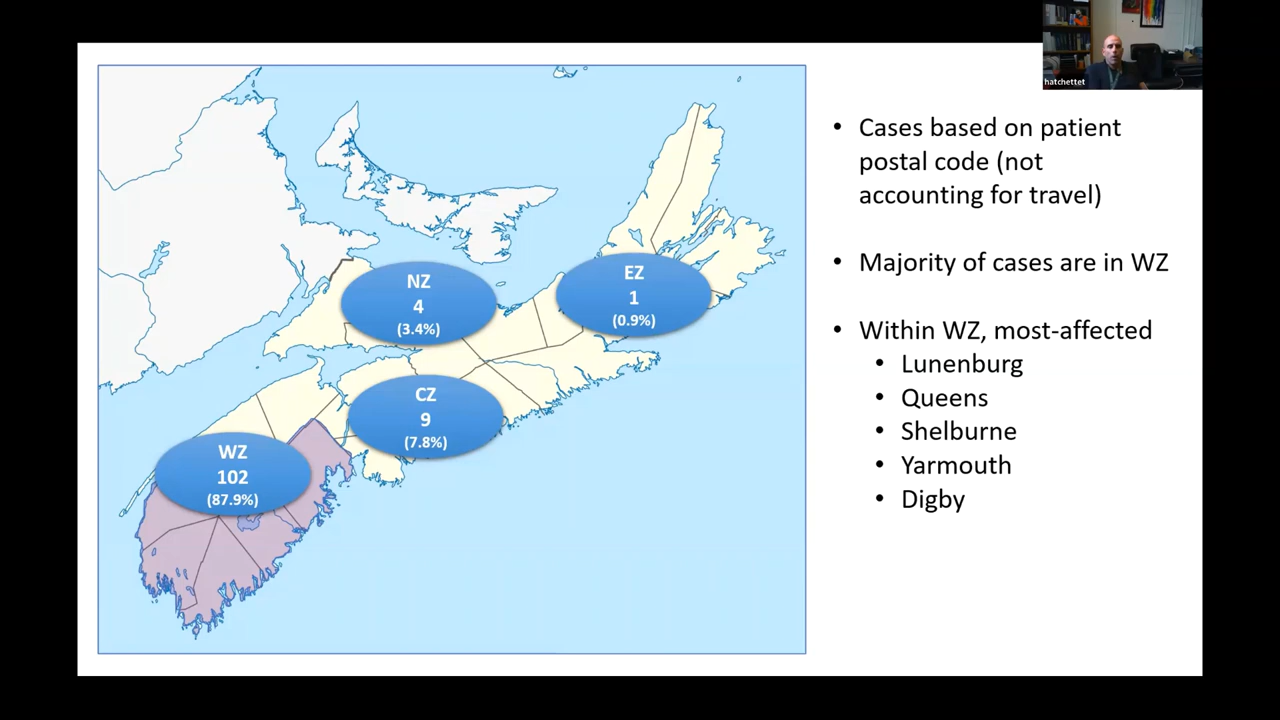 hatchettet
NZ
4
(3.4%)
EZ
1
(0.9%)
CZ
9
(7.8%)
WZ
102
(87.9%)
• Cases based on patient
postal code (not
accounting for travel)
• Majority of cases are in WZ
• Within WZ, most-affected
• Lunenburg
• Queens
• Shelburne
• Yarmouth
• Digby